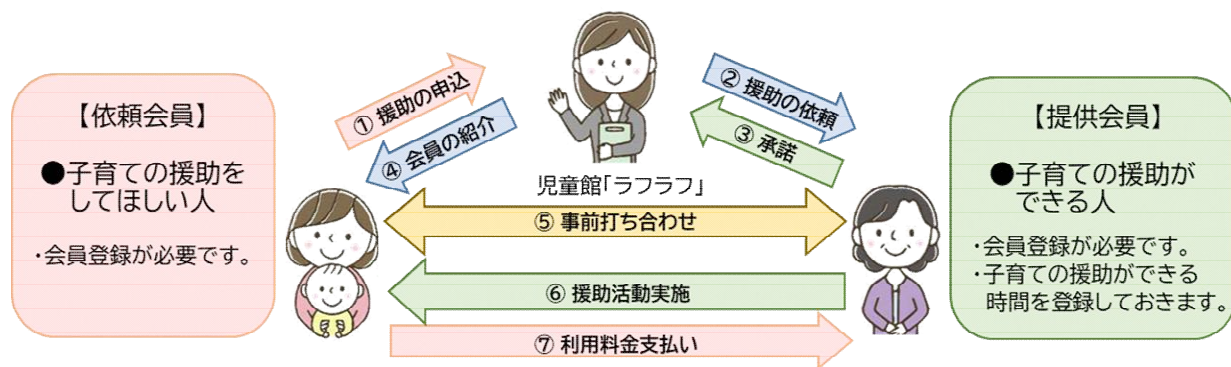 【依頼会員】
●子育ての援助を
してほしい人
・会員登録が必要です。
① 援助の申込
④ 会員の紹介
② 援助の依頼
③ 承諾
児童館「ラフラフ」
⑤ 事前打ち合わせ
⑥ 援助活動実施
⑦ 利用料金支払い
【提供会員】
●子育ての援助が
できる人
・会員登録が必要です。
・子育ての援助ができる
時間を登録しておきます。